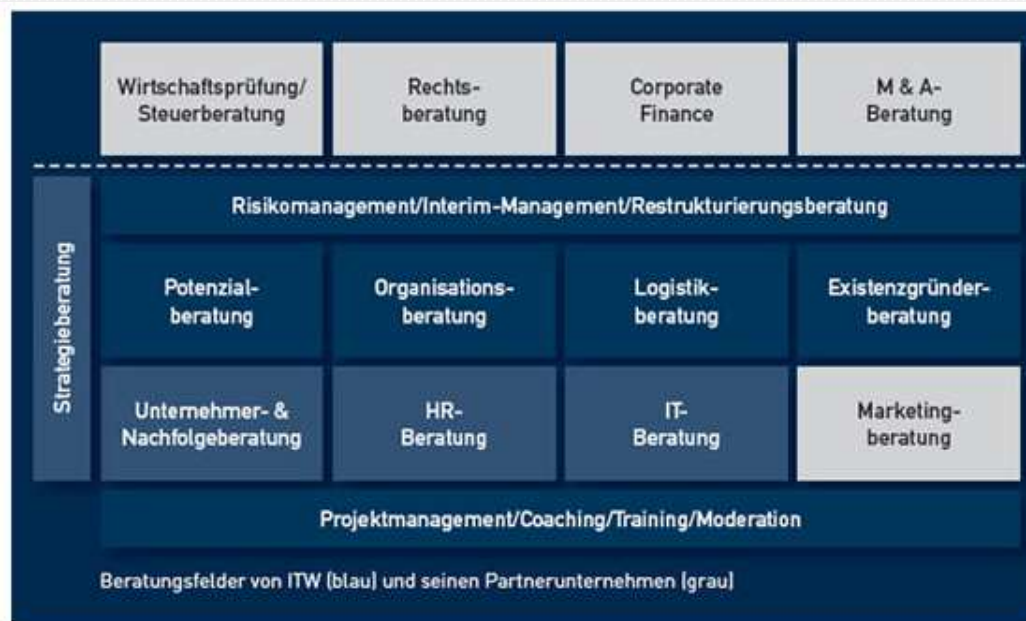 Wirtschaftsprüfung/
Steuerberatung
Rechts-
beratung
Corporate
Finance
M & A-
Beratung
Strategieberatung
Risikomanagement/Interim-Management/Restrukturierungsberatung
Potenzial-
beratung
Organisations-
beratung
Logistik-
beratung
Existenzgründer-
beratung
Unternehmer- &
Nachfolgeberatung
HR-
Beratung
IT-
Beratung
Marketing-
beratung
Projektmanagement/Coaching/Training/Moderation
Beratungsfelder von ITW (blau) und seinen Partnerunternehmen (grau)